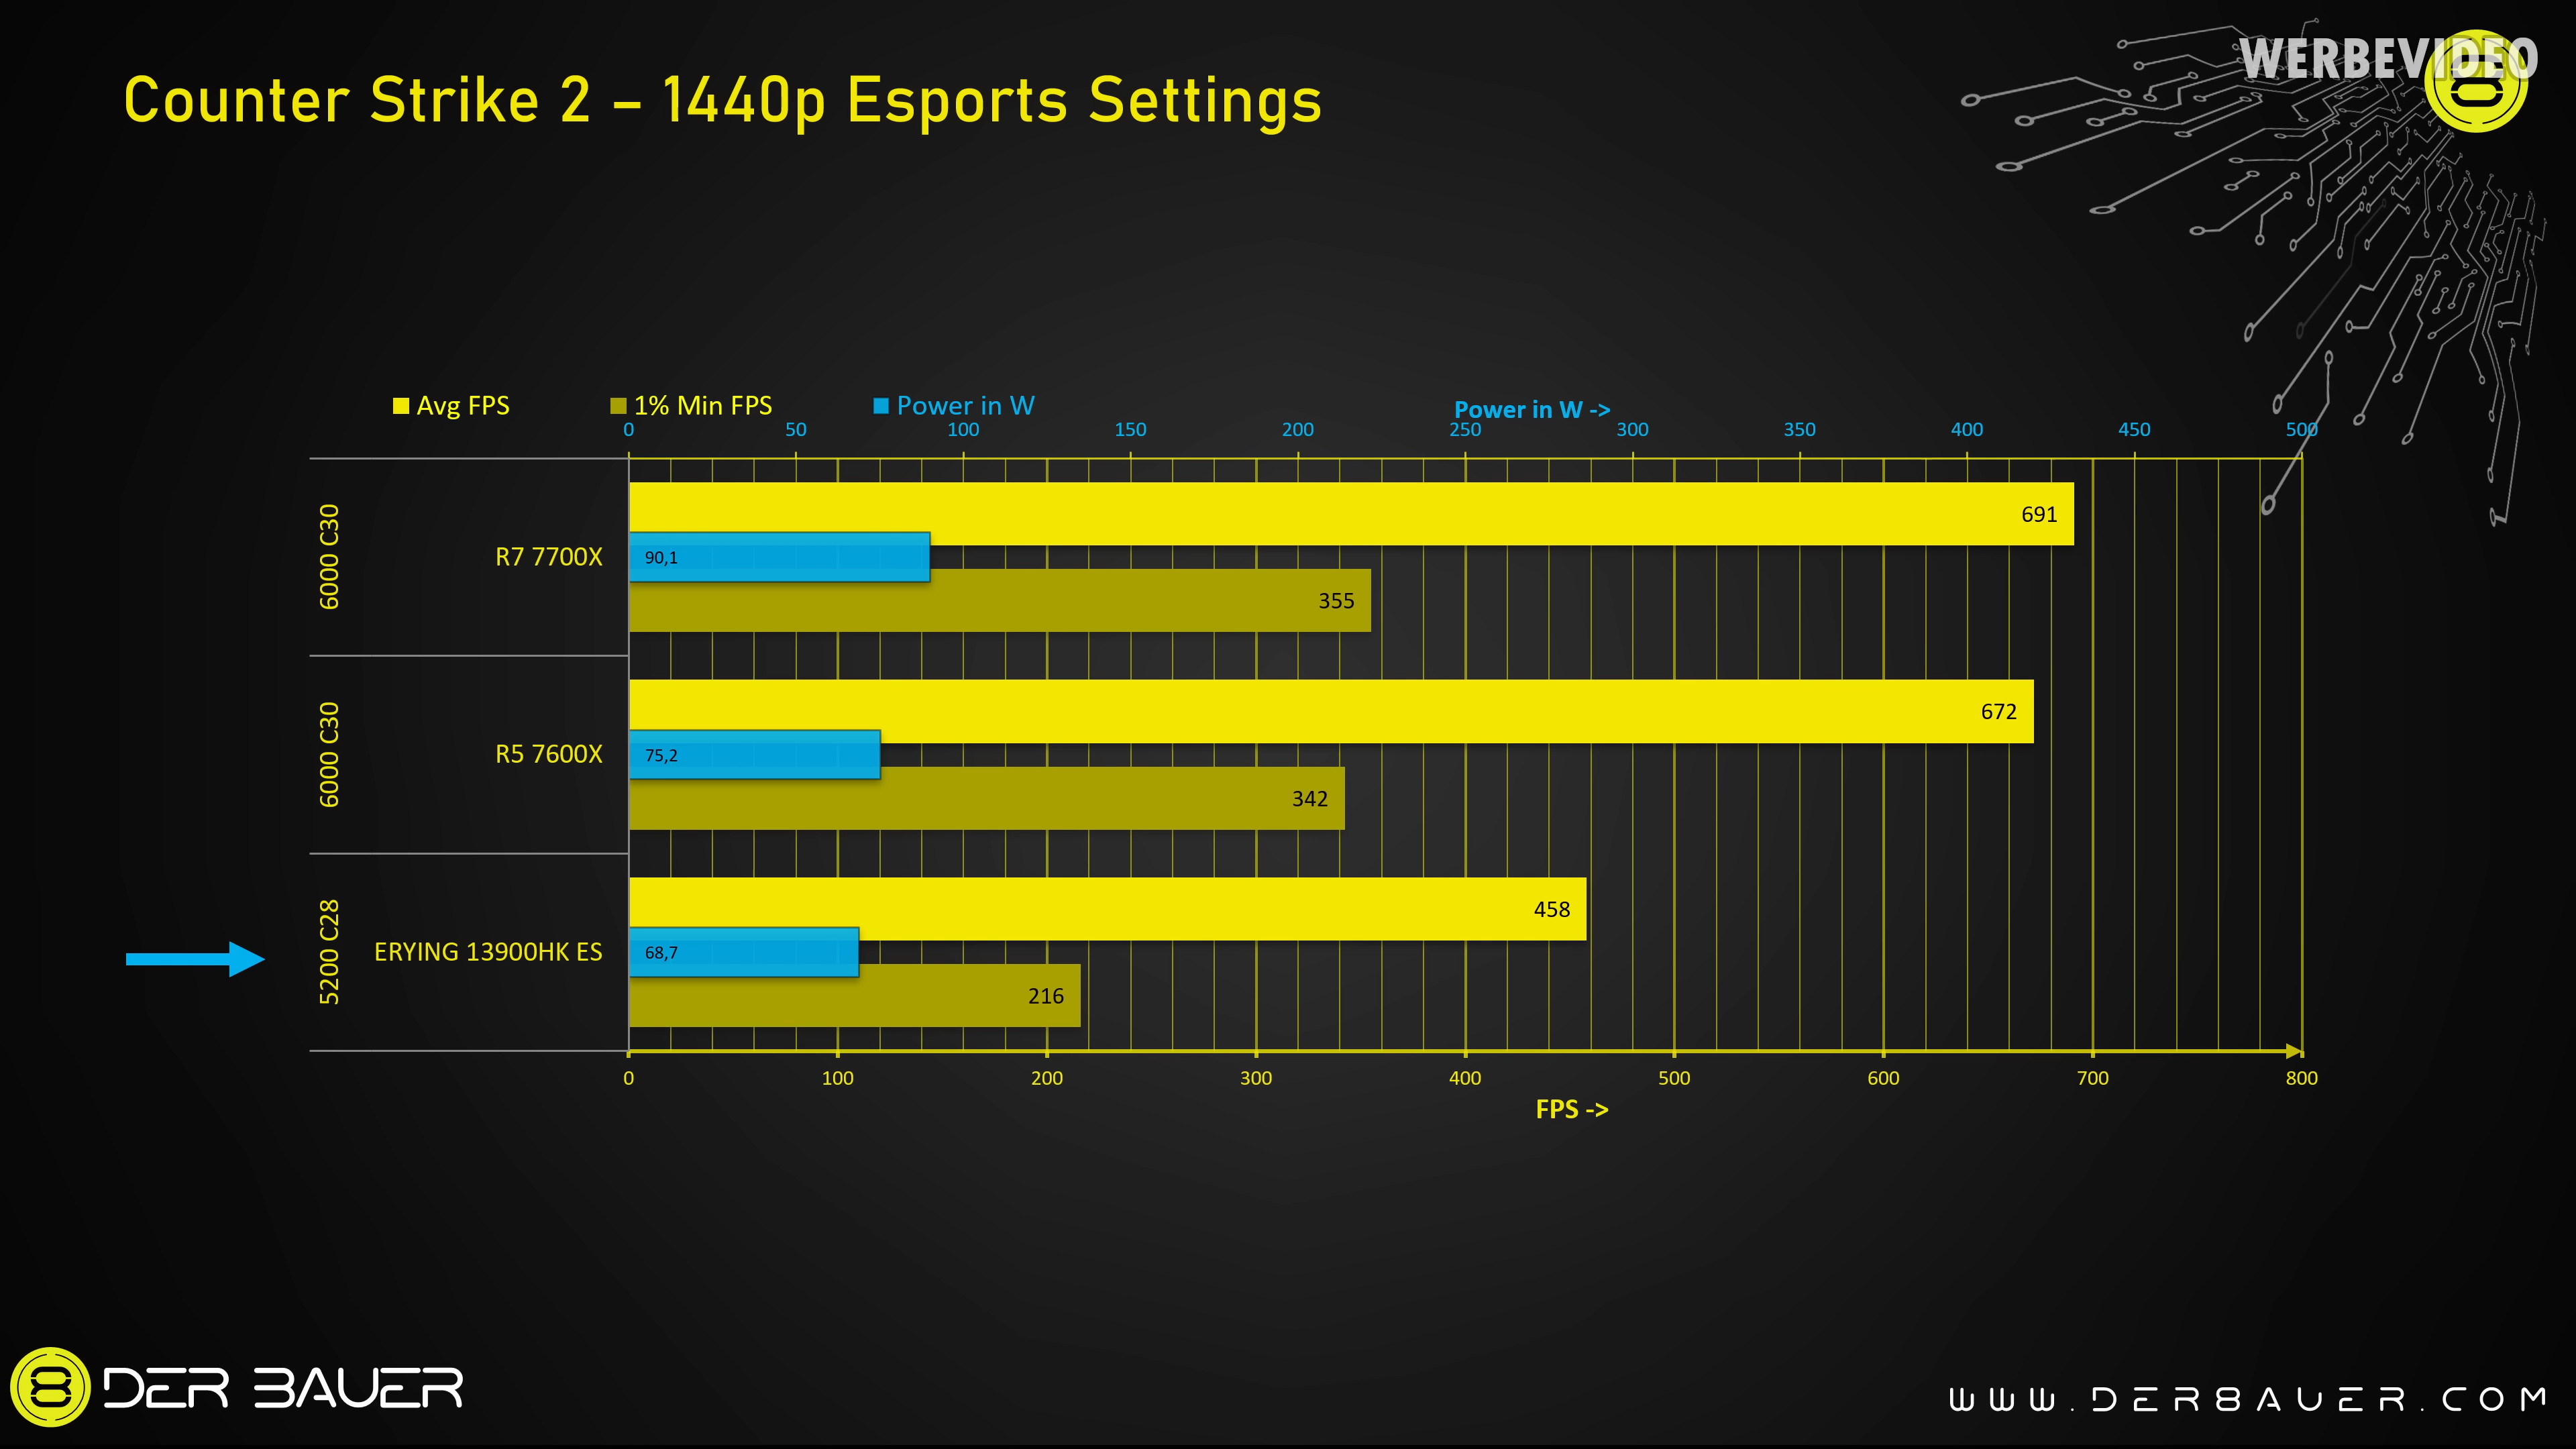 WERBEVIDEO
Counter Strike 2 – 1440p Esports Settings
Avg FPS 1% Min FPS Power in W
Power in W ->
0 50 100 150 200 250 300 350 400 450 500
6000 C30
R7 7700X
691
90,1
355
6000 C30
R5 7600X
672
75,2
342
5200 C28
ERYING 13900HK ES
458
68,7
216
0 100 200 300 400 500 600 700 800
FPS ->
DER 8AUER
WWW.DER8AUER.COM